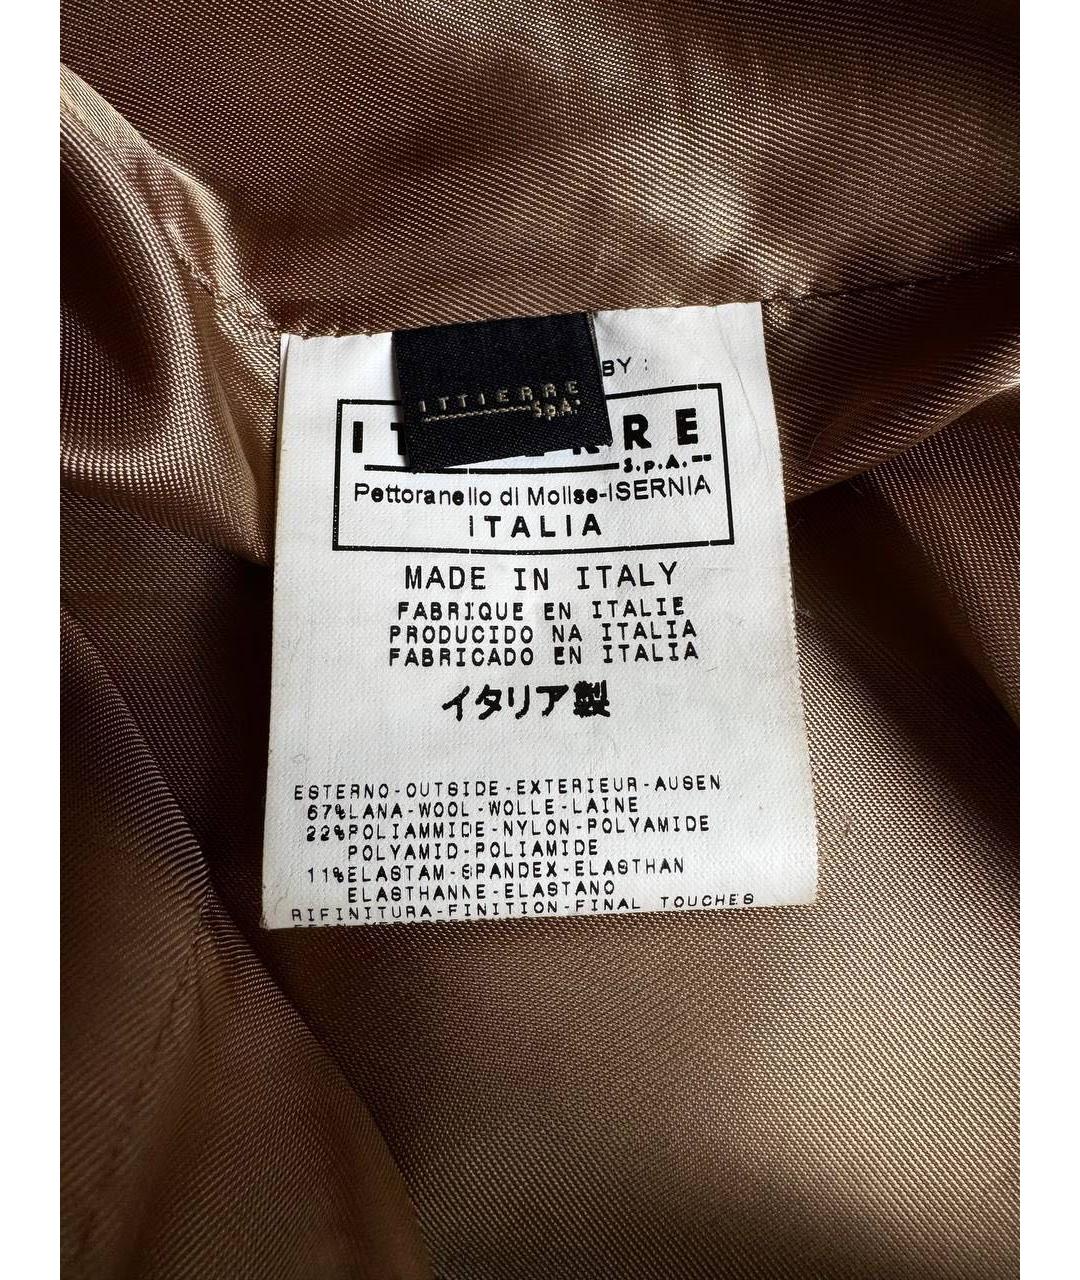 ITTIERRE
S.p.A.
BY :
RE
S.p.A.
Pettoranello di Molise-ISERNIA
ITALIA
MADE IN ITALY
FABRIQUE EN ITALIE
PRODUCIDO NA ITALIA
FABRICADO EN ITALIA
イタリア製
ESTERNO-OUTSIDE-EXTERIEUR-AUSEN
67%LANA-WOOL-WOLLE-LAINE
22%POLIAMMIDE-NYLON-POLYAMIDE
POLYAMID-POLIAMIDE
11%ELASTAM-SPANDEX-ELASTHAN
ELASTHANNE-ELASTANO
RIFINITURA-FINITION-FINAL TOUCHES